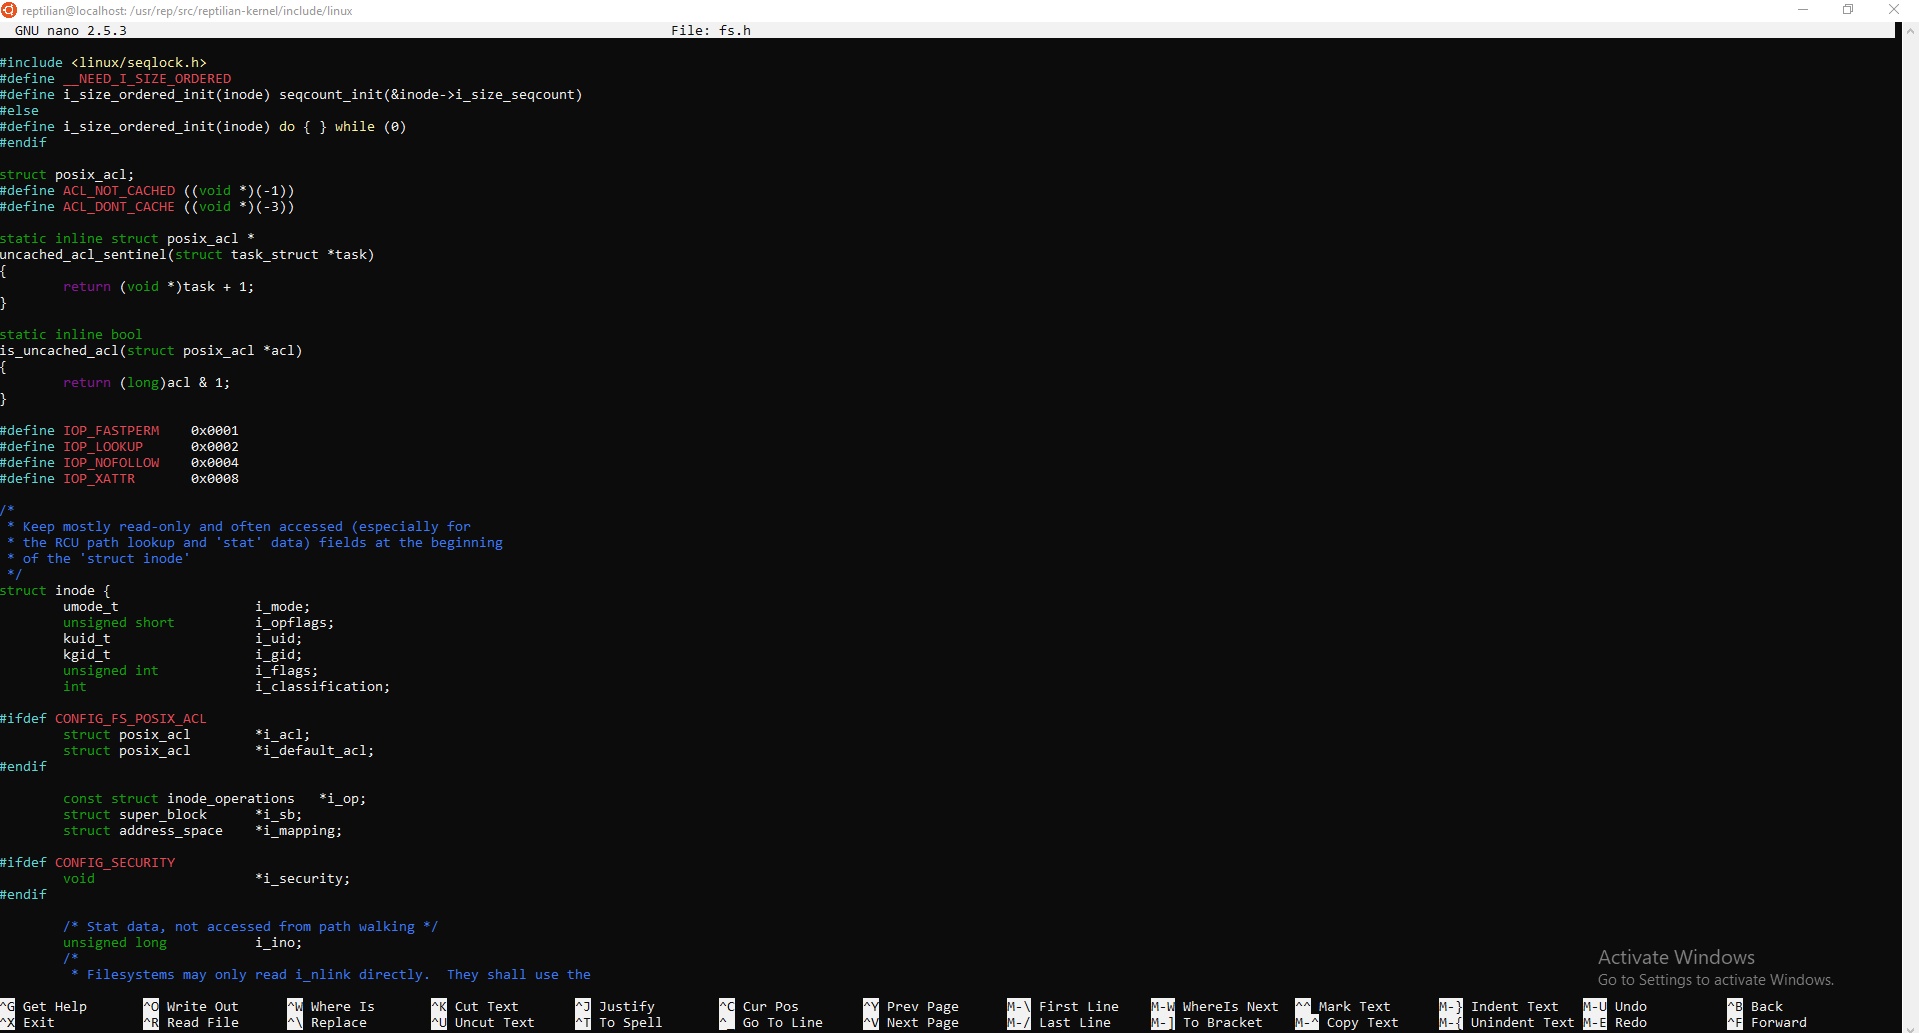 reptilian@localhost: /usr/rep/src/reptilian-kernel/include/linux
GNU nano 2.5.3 File: fs.h
#include <linux/seqlock.h>
#define __NEED_I_SIZE_ORDERED
#define i_size_ordered_init(inode) seqcount_init(&inode->i_size_seqcount)
#else
#define i_size_ordered_init(inode) do { } while (0)
#endif
struct posix_acl;
#define ACL_NOT_CACHED ((void *)(-1))
#define ACL_DONT_CACHE ((void *)(-3))
static inline struct posix_acl *
uncached_acl_sentinel(struct task_struct *task)
{
return (void *)task + 1;
}
static inline bool
is_uncached_acl(struct posix_acl *acl)
{
return (long)acl & 1;
}
#define IOP_FASTPERM 0x0001
#define IOP_LOOKUP 0x0002
#define IOP_NOFOLLOW 0x0004
#define IOP_XATTR 0x0008
/*
* Keep mostly read-only and often accessed (especially for
* the RCU path lookup and 'stat' data) fields at the beginning
* of the 'struct inode'
*/
struct inode {
umode_t i_mode;
unsigned short i_opflags;
kuid_t i_uid;
kgid_t i_gid;
unsigned int i_flags;
int i_classification;
#ifdef CONFIG_FS_POSIX_ACL
struct posix_acl *i_acl;
struct posix_acl *i_default_acl;
#endif
const struct inode_operations *i_op;
struct super_block *i_sb;
struct address_space *i_mapping;
#ifdef CONFIG_SECURITY
void *i_security;
#endif
/* Stat data, not accessed from path walking */
unsigned long i_ino;
/*
* Filesystems may only read i_nlink directly.  They shall use the
Activate Windows
Go to Settings to activate Windows.
^G Get Help ^O Write Out ^W Where Is ^K Cut Text ^J Justify ^C Cur Pos ^Y Prev Page M-\ First Line M-W WhereIs Next ^^ Mark Text M-} Indent Text M-U Undo ^B Back
^X Exit ^R Read File ^\ Replace ^U Uncut Text ^T To Spell ^_ Go To Line ^V Next Page M-/ Last Line M-] To Bracket M-^ Copy Text M-{ Unindent Text M-E Redo ^F Forward